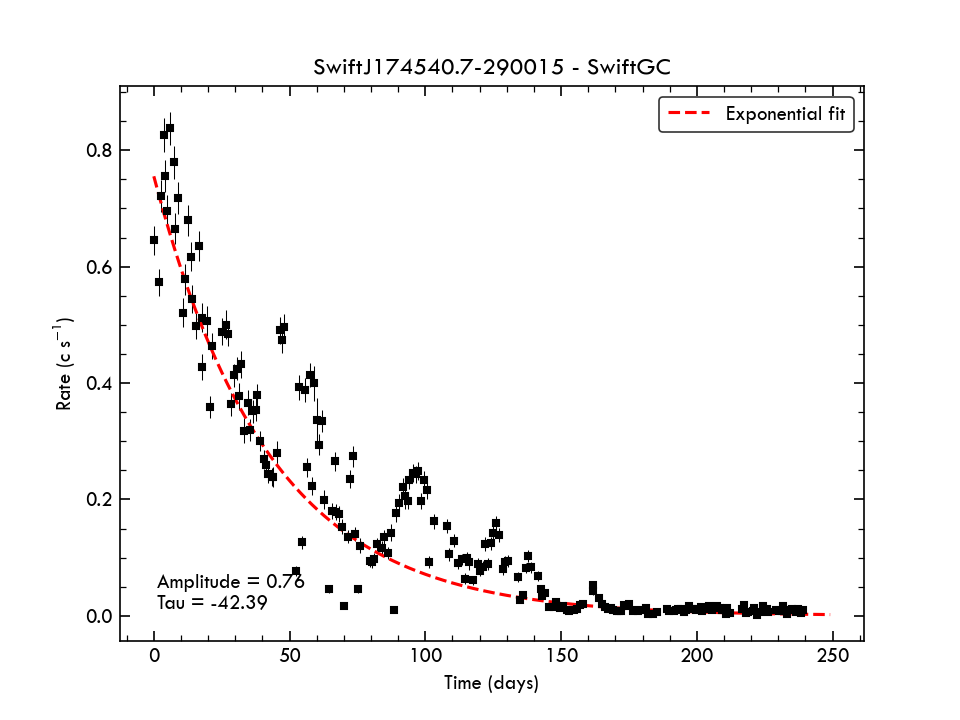 SwiftJ174540.7-290015 - SwiftGC
Exponential fit
0.8
0.6
0.4
0.2
0.0
Rate (c s⁻¹)
Amplitude = 0.76
Tau = -42.39
0 50 100 150 200 250
Time (days)